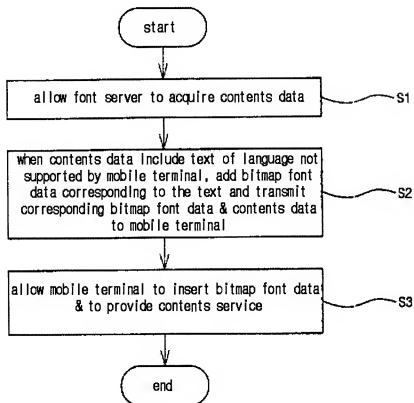 start
allow font server to acquire contents data
S1
when contents data include text of language not
supported by mobile terminal, add bitmap font
data corresponding to the text and transmit
corresponding bitmap font data & contents data
to mobile terminal
S2
allow mobile terminal to insert bitmap font data
& to provide contents service
S3
end